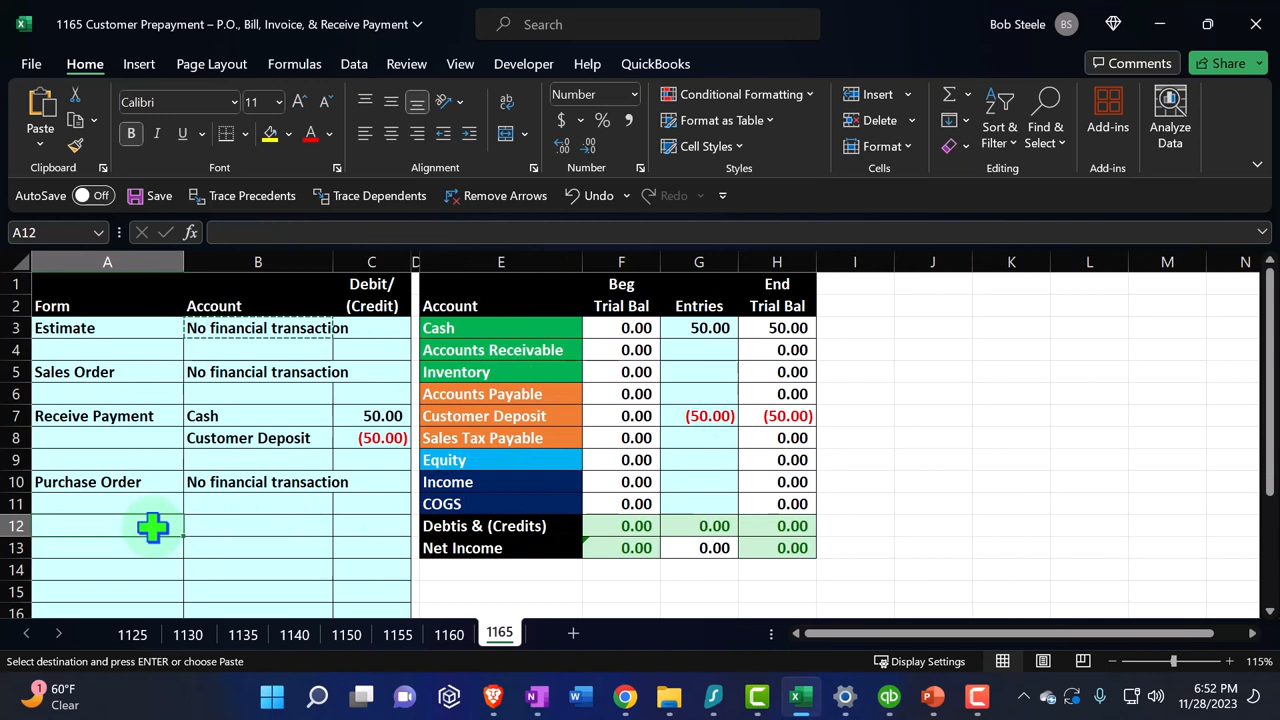 1165 Customer Prepayment – P.O., Bill, Invoice, & Receive Payment
Search
Bob Steele
BS
File
Home
Insert
Page Layout
Formulas
Data
Review
View
Developer
Help
QuickBooks
Comments
Share
Paste
Clipboard
Calibri
11
B I U
Font
Alignment
Number
$ % ,
Number
Conditional Formatting
Format as Table
Cell Styles
Styles
Insert
Delete
Format
Cells
Sort & Filter
Find & Select
Editing
Add-ins
Add-ins
Analyze Data
AutoSave Off
Save
Trace Precedents
Trace Dependents
Remove Arrows
Undo
Redo
A12
fx
A B C D E F G H I J K L M N
1 Debit/ Beg End
2 Form Account (Credit) Account Trial Bal Entries Trial Bal
3 Estimate No financial transaction Cash 0.00 50.00 50.00
4 Accounts Receivable 0.00 0.00
5 Sales Order No financial transaction Inventory 0.00 0.00
6 Accounts Payable 0.00 0.00
7 Receive Payment Cash 50.00 Customer Deposit 0.00 (50.00) (50.00)
8 Customer Deposit (50.00) Sales Tax Payable 0.00 0.00
9 Equity 0.00 0.00
10 Purchase Order No financial transaction Income 0.00 0.00
11 COGS 0.00 0.00
12 Debtis & (Credits) 0.00 0.00 0.00
13 Net Income 0.00 0.00 0.00
14
15
16
1125 1130 1135 1140 1150 1155 1160 1165
Select destination and press ENTER or choose Paste
Display Settings
115%
1
60°F
Clear
6:52 PM
11/28/2023